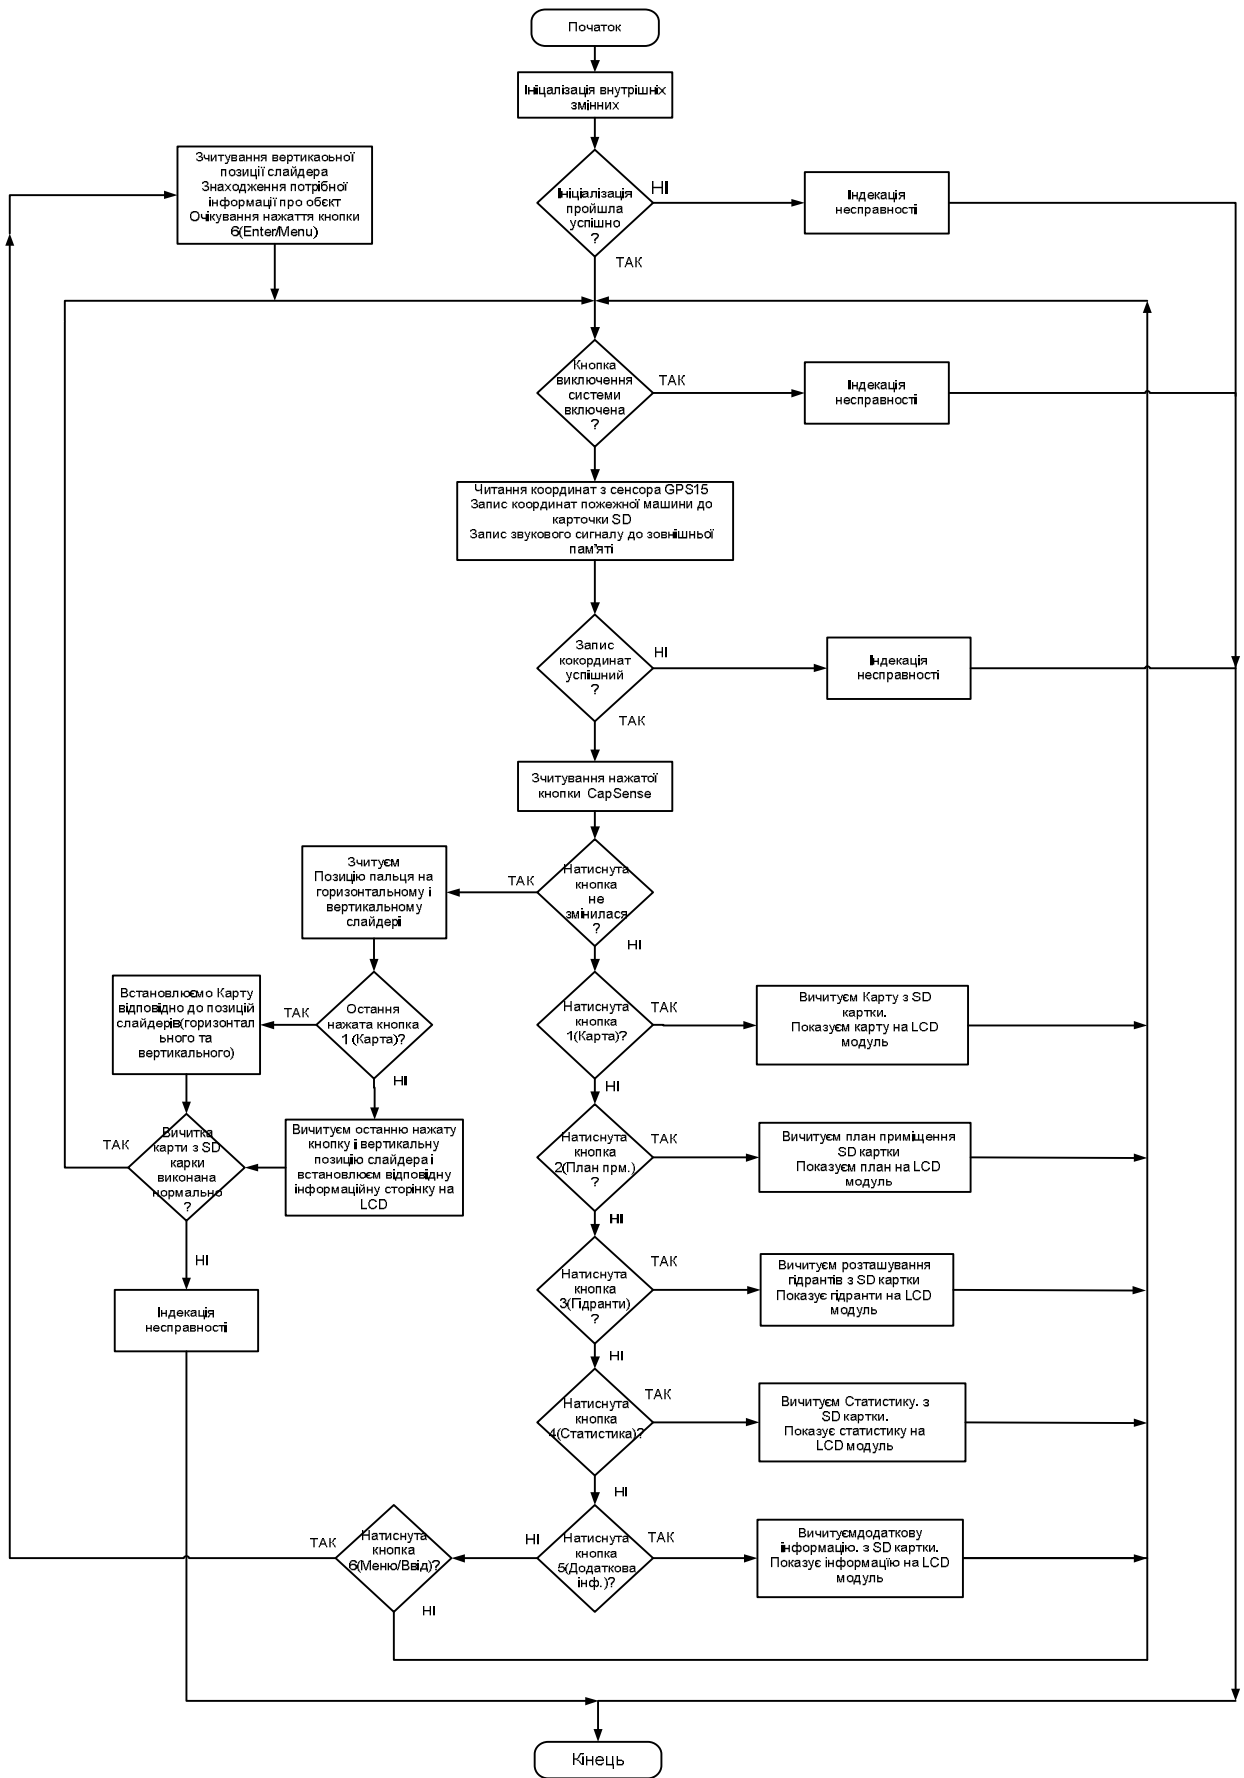 Початок
Ініцалізація внутрішніх
змінних
Зчитування вертикаоьної
позиції слайдера
Знаходження потрібної
інформації про обєкт
Очікування нажаття кнопки
6(Enter/Menu)
Ініціалізація
пройшла
успішно
?
НІ
Індекація
несправності
ТАК
Кнопка
виключення
системи
включена
?
ТАК
Індекація
несправності
Читання координат з сенсора GPS15
Запис координат пожежної машини до
карточки SD
Запис звукового сигналу до зовнішньої
пам'яті
Запис
кокординат
успішний
?
НІ
Індекація
несправності
ТАК
Зчитування нажатої
кнопки CapSense
Натиснута
кнопка
не
змінилася
?
ТАК
Зчитуєм
Позицію пальця на
горизонтальному і
вертикальному
слайдері
НІ
Встановлюємо Карту
відповідно до позицій
слайдерів(горизонтал
ьного та
вертикального)
ТАК
Остання
нажата кнопка
1 (Карта)?
НІ
Натиснута
кнопка
1(Карта)?
ТАК
Вичитуєм Карту з SD
картки.
Показуєм карту на LCD
модуль
НІ
Вичитка
карти з SD
карки
виконана
нормально
?
ТАК
Вичитуєм останню нажату
кнопку і вертикальну
позицію слайдера і
встановлюєм відповідну
інформаційну сторінку на
LCD
Натиснута
кнопка
2(План прм.)
?
ТАК
Вичитуєм план приміщення
SD картки
Показуєм план на LCD
модуль
НІ
НІ
Індекація
несправності
Натиснута
кнопка
3(Гідранти)
?
ТАК
Вичитуєм розташування
гідрантів з SD картки
Показує гідранти на LCD
модуль
НІ
Натиснута
кнопка
4(Статистика)?
ТАК
Вичитуєм Статистику. з
SD картки.
Показує статистику на
LCD модуль
НІ
Натиснута
кнопка
5(Додаткова
інф.)?
ТАК
Вичитуємдодаткову
інформацію. з SD картки.
Показує інформаціїю на LCD
модуль
НІ
Натиснута
кнопка
6(Меню/Ввід)?
ТАК
НІ
Кінець